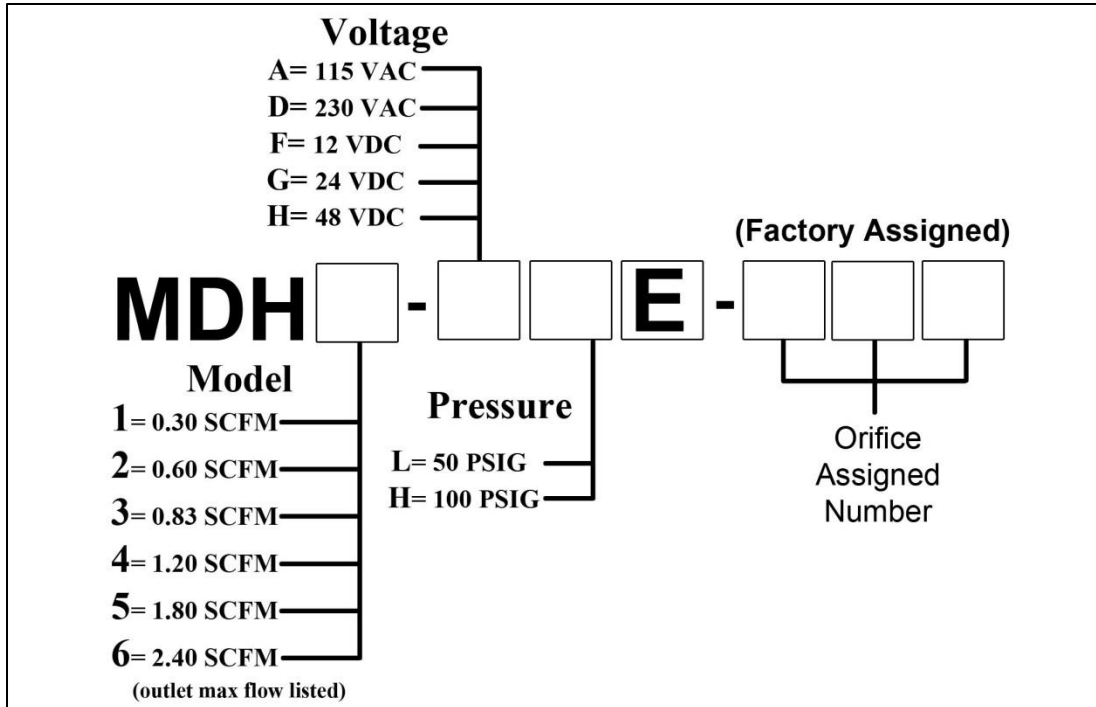 Voltage
A= 115 VAC
D= 230 VAC
F= 12 VDC
G= 24 VDC
H= 48 VDC
(Factory Assigned)
MDH - E -
Model
1= 0.30 SCFM
2= 0.60 SCFM
3= 0.83 SCFM
4= 1.20 SCFM
5= 1.80 SCFM
6= 2.40 SCFM
(outlet max flow listed)
Pressure
L= 50 PSIG
H= 100 PSIG
Orifice
Assigned
Number